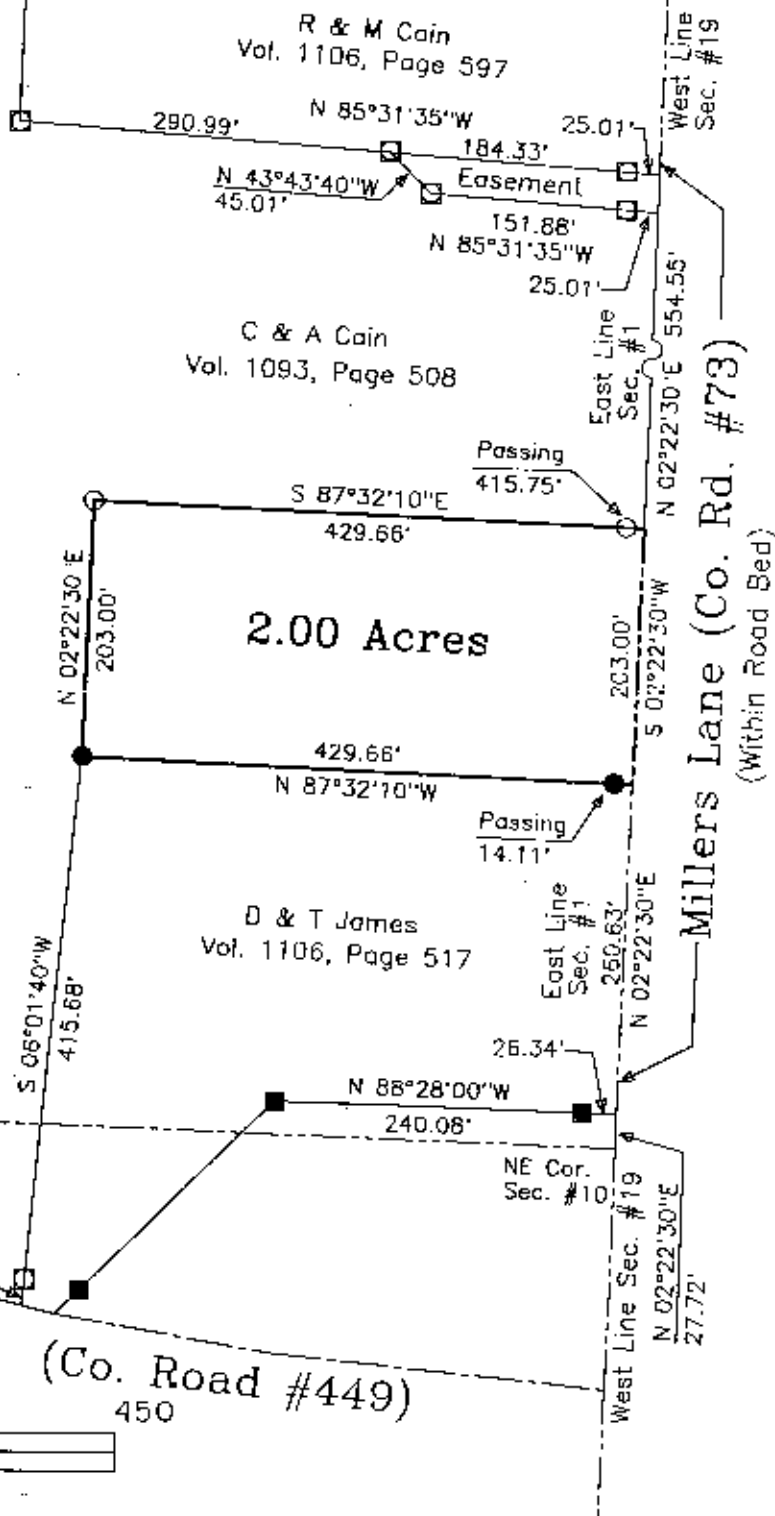 R & M Cain
Vol. 1106, Page 597
West Line
Sec. #19
N 85°31'35"W
290.99'
184.33'
25.01'
Easement
N 43°43'40"W
45.01'
151.88'
N 85°31'35"W
25.01'
C & A Cain
Vol. 1093, Page 508
East Line
Sec. #1
N 02°22'30"E 554.55'
Passing
415.75'
S 87°32'10"E
429.66'
N 02°22'30"E
203.00'
2.00 Acres
203.00'
S 02°22'30"W
Millers Lane (Co. Rd. #73)
(Within Road Bed)
429.66'
N 87°32'10"W
Passing
14.11'
D & T James
Vol. 1106, Page 517
East Line
Sec. #1
250.63'
N 02°22'30"E
S 06°01'40"W
415.68'
26.34'
N 88°28'00"W
240.08'
NE Cor.
Sec. #10
West Line Sec. #19
N 02°22'30"E
27.72'
(Co. Road #449)
450